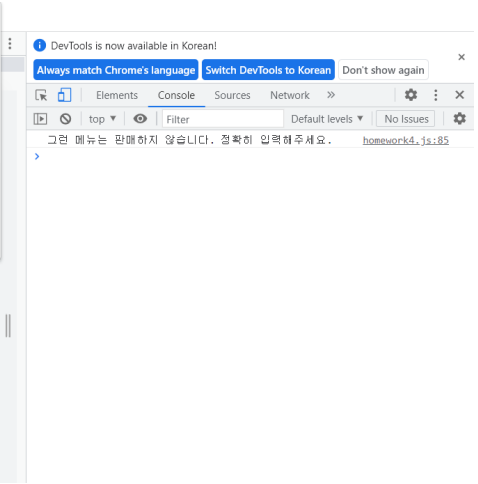 DevTools is now available in Korean!
Always match Chrome's language Switch DevTools to Korean Don't show again
Elements Console Sources Network
top Filter Default levels No Issues
그런 메뉴는 판매하지 않습니다. 정확히 입력해주세요. homework4.js:85